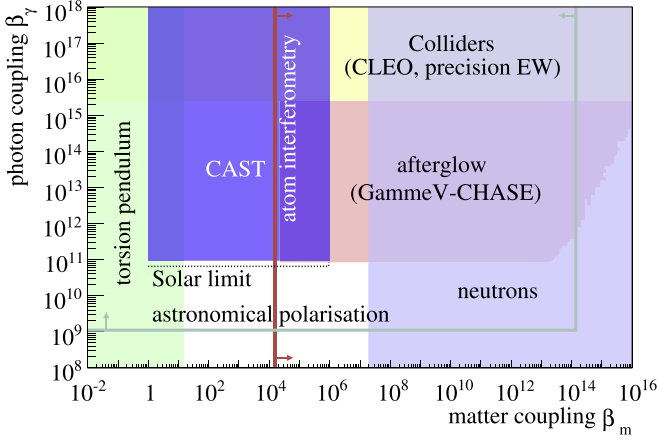 photon coupling βγ
10^18
10^17
10^16
10^15
10^14
10^13
10^12
10^11
10^10
10^9
10^8
Colliders
(CLEO, precision EW)
atom interferometry
torsion pendulum
CAST
afterglow
(GammeV-CHASE)
Solar limit
neutrons
astronomical polarisation
10^-2 1 10^2 10^4 10^6 10^8 10^10 10^12 10^14 10^16
matter coupling βm